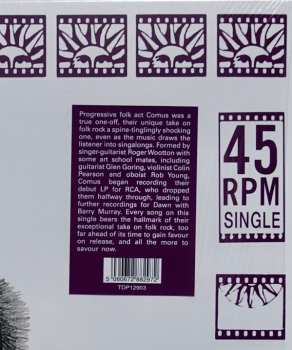 Progressive folk act Comus was a
true one-off, their unique take on
folk rock a spine-tinglingly shocking
one, even as the music draws the
listener into singalongs. Formed by
singer-guitarist Roger Wootton with
some art school mates, including
guitarist Glen Goring, violinist Colin
Pearson and oboist Rob Young,
Comus began recording their
debut LP for RCA, who dropped
them halfway through, leading to
further recordings for Dawn with
Barry Murray. Every song on this
single bears the hallmark of their
exceptional take on folk rock, too
far ahead of its time to gain favour
on release, and all the more to
savour now.
5 060672 882972
TDP12903
45
RPM
SINGLE